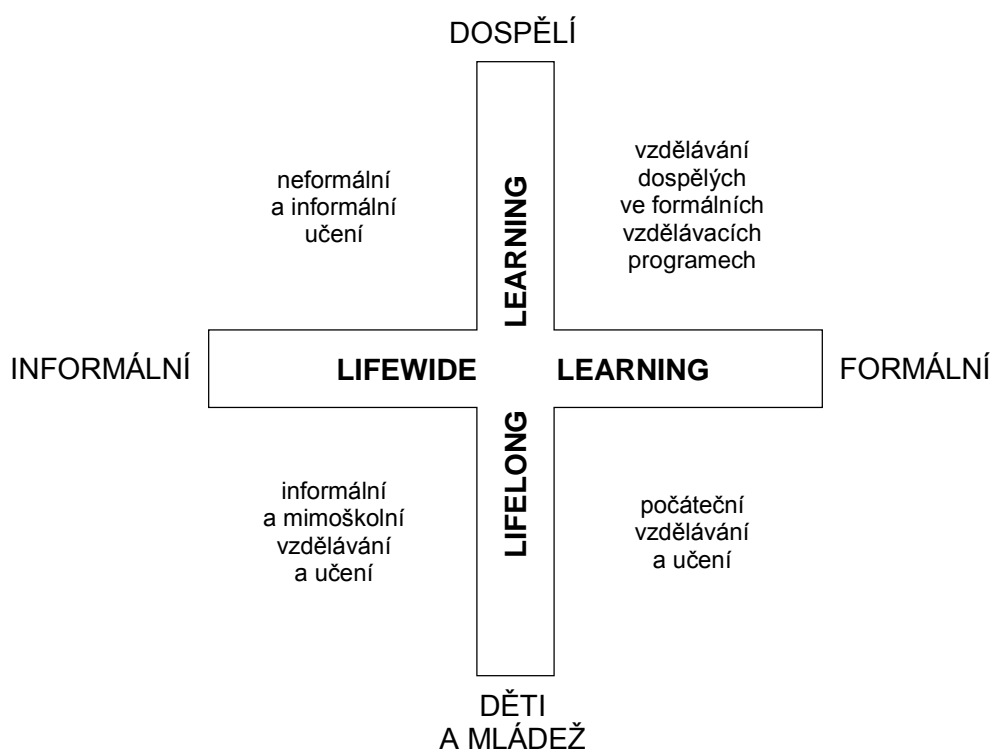 DOSPĚLÍ
neformální
a informální
učení
vzdělávání
dospělých
ve formálních
vzdělávacích
programech
LEARNING
INFORMÁLNÍ
LIFEWIDE LEARNING
FORMÁLNÍ
LIFELONG
informální
a mimoškolní
vzdělávání
a učení
počáteční
vzdělávání
a učení
DĚTI
A MLÁDEŽ